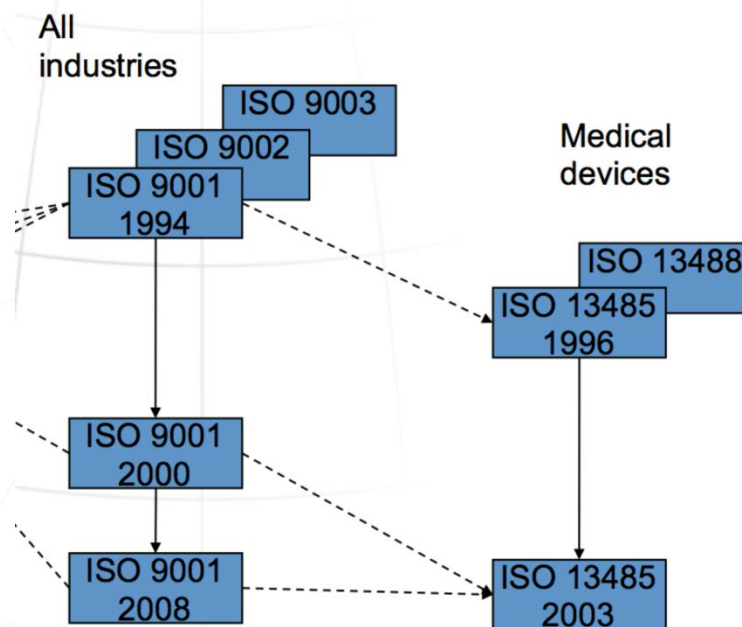 All
industries
ISO 9003
ISO 9002
ISO 9001
1994
Medical
devices
ISO 13488
ISO 13485
1996
ISO 9001
2000
ISO 9001
2008
ISO 13485
2003